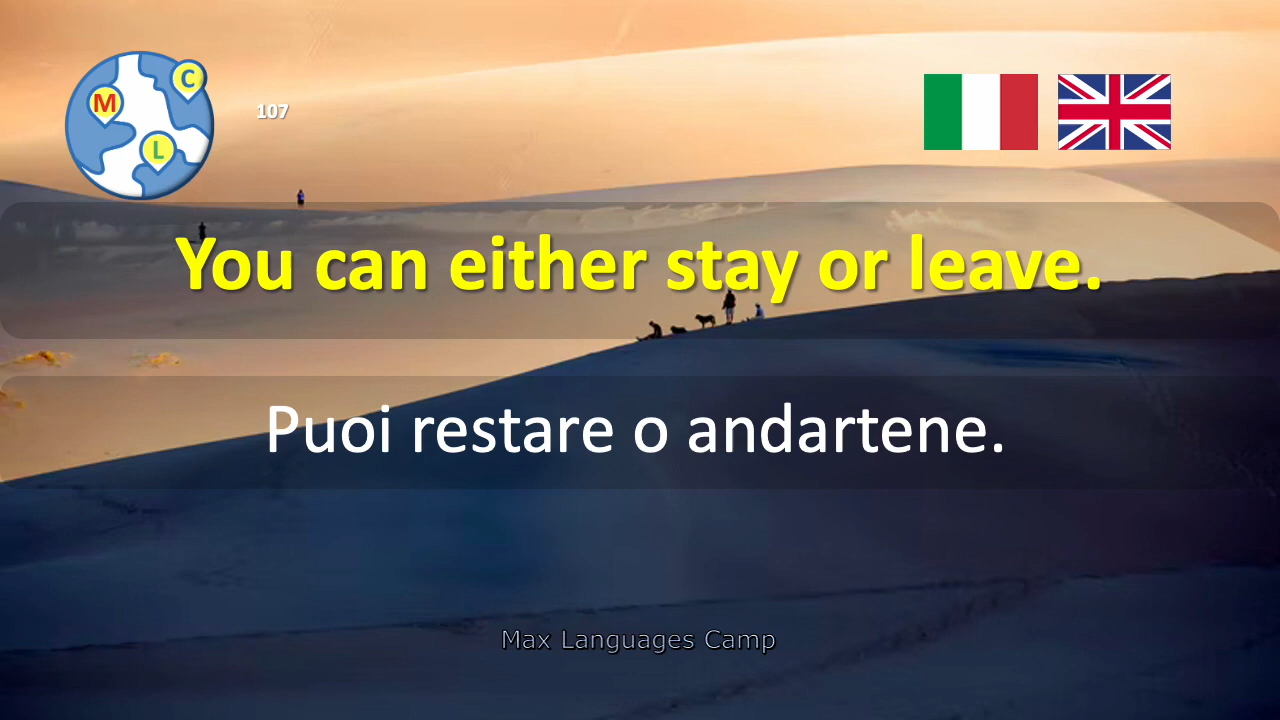 C
M
L
107
You can either stay or leave.
Puoi restare o andartene.
Max Languages Camp